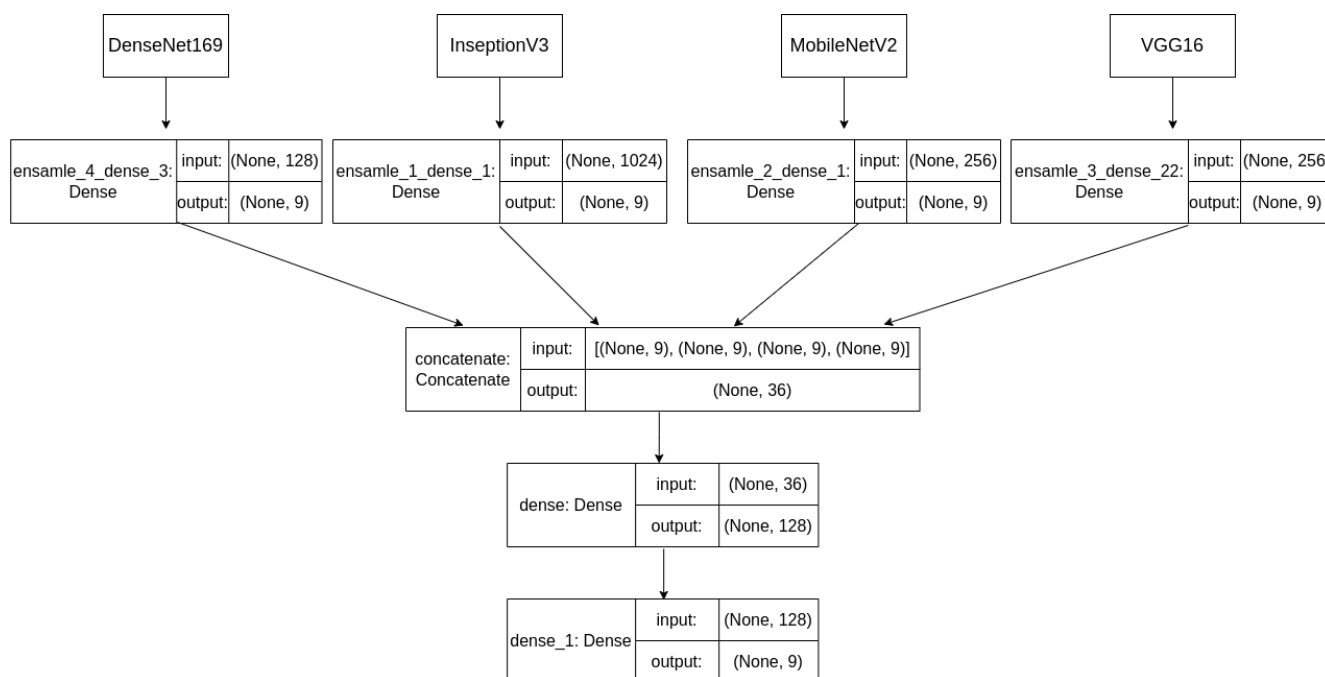 DenseNet169
InseptionV3
MobileNetV2
VGG16
ensamle_4_dense_3:
Dense
input:
(None, 128)
output:
(None, 9)
ensamle_1_dense_1:
Dense
input:
(None, 1024)
output:
(None, 9)
ensamle_2_dense_1:
Dense
input:
(None, 256)
output:
(None, 9)
ensamle_3_dense_22:
Dense
input:
(None, 256
output:
(None, 9)
concatenate:
Concatenate
input:
[(None, 9), (None, 9), (None, 9), (None, 9)]
output:
(None, 36)
dense: Dense
input:
(None, 36)
output:
(None, 128)
dense_1: Dense
input:
(None, 128)
output:
(None, 9)